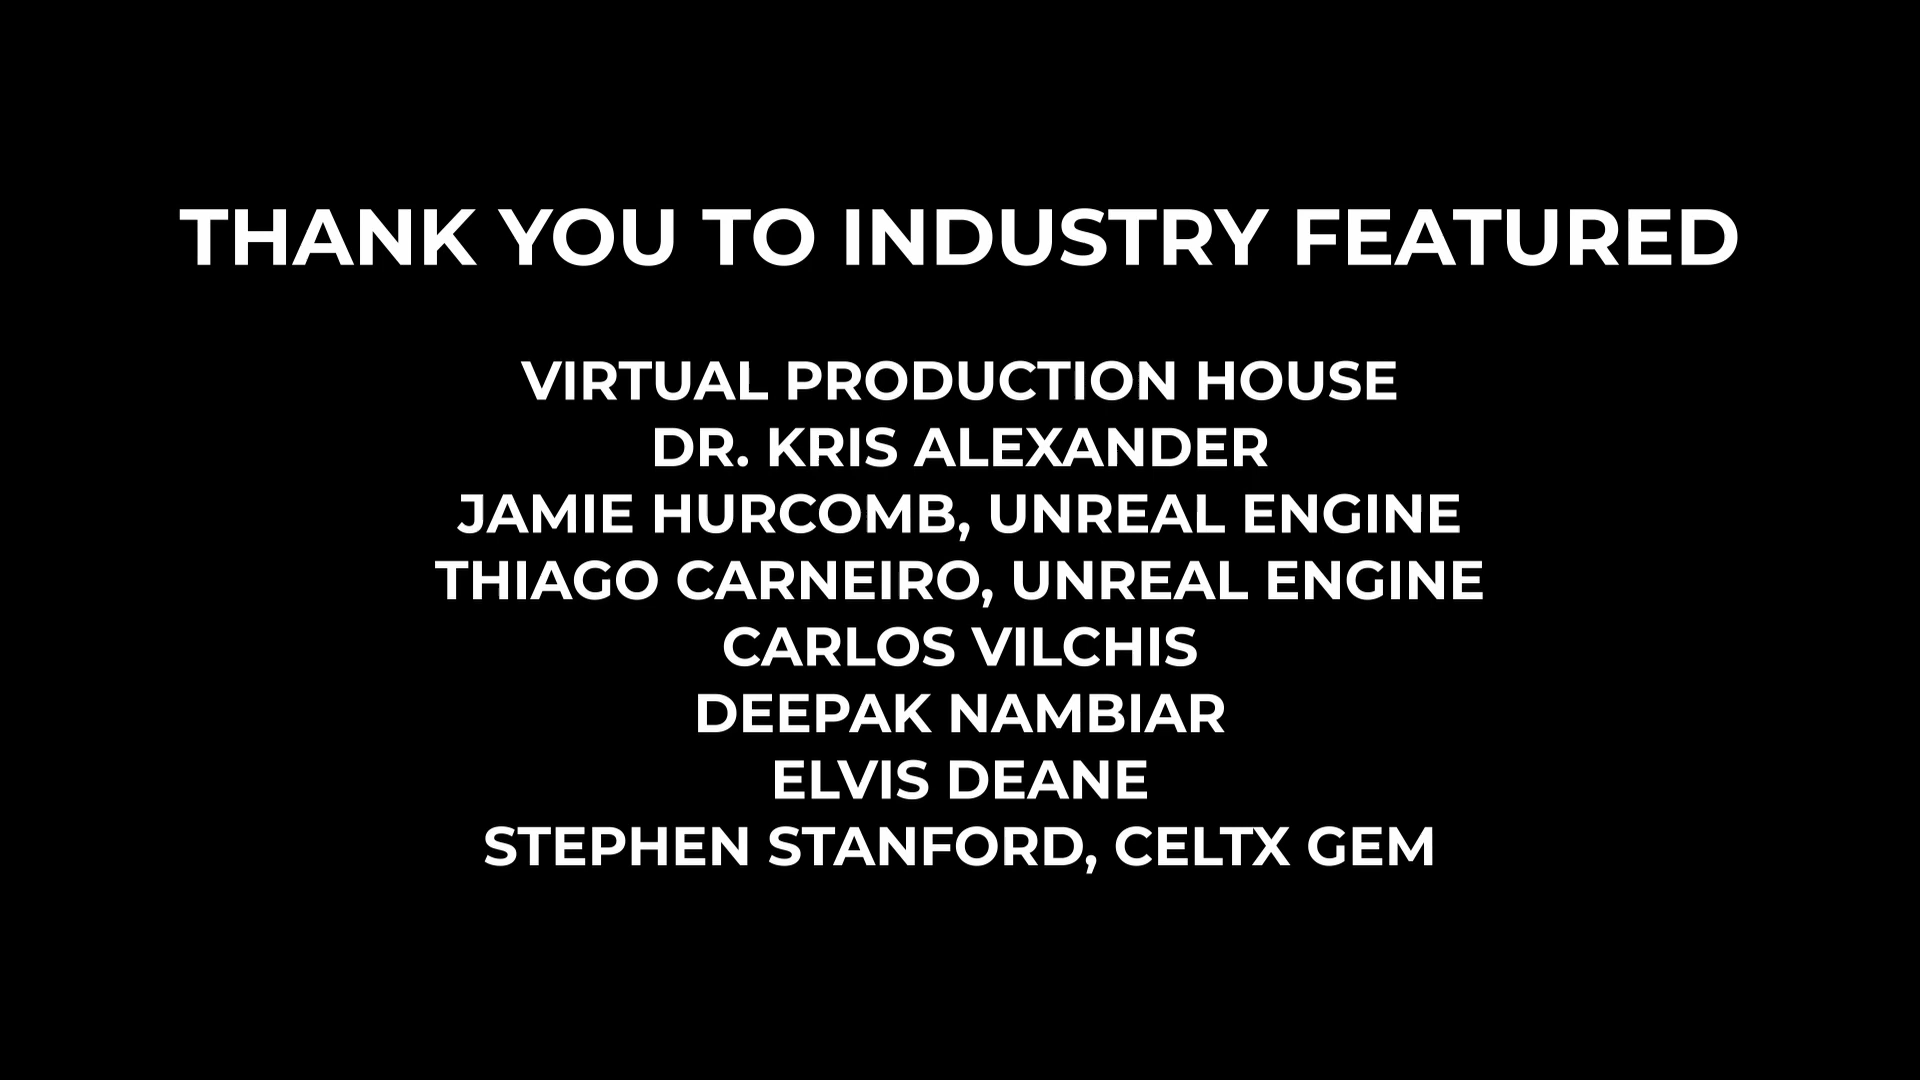 THANK YOU TO INDUSTRY FEATURED
VIRTUAL PRODUCTION HOUSE
DR. KRIS ALEXANDER
JAMIE HURCOMB, UNREAL ENGINE
THIAGO CARNEIRO, UNREAL ENGINE
CARLOS VILCHIS
DEEPAK NAMBIAR
ELVIS DEANE
STEPHEN STANFORD, CELTX GEM